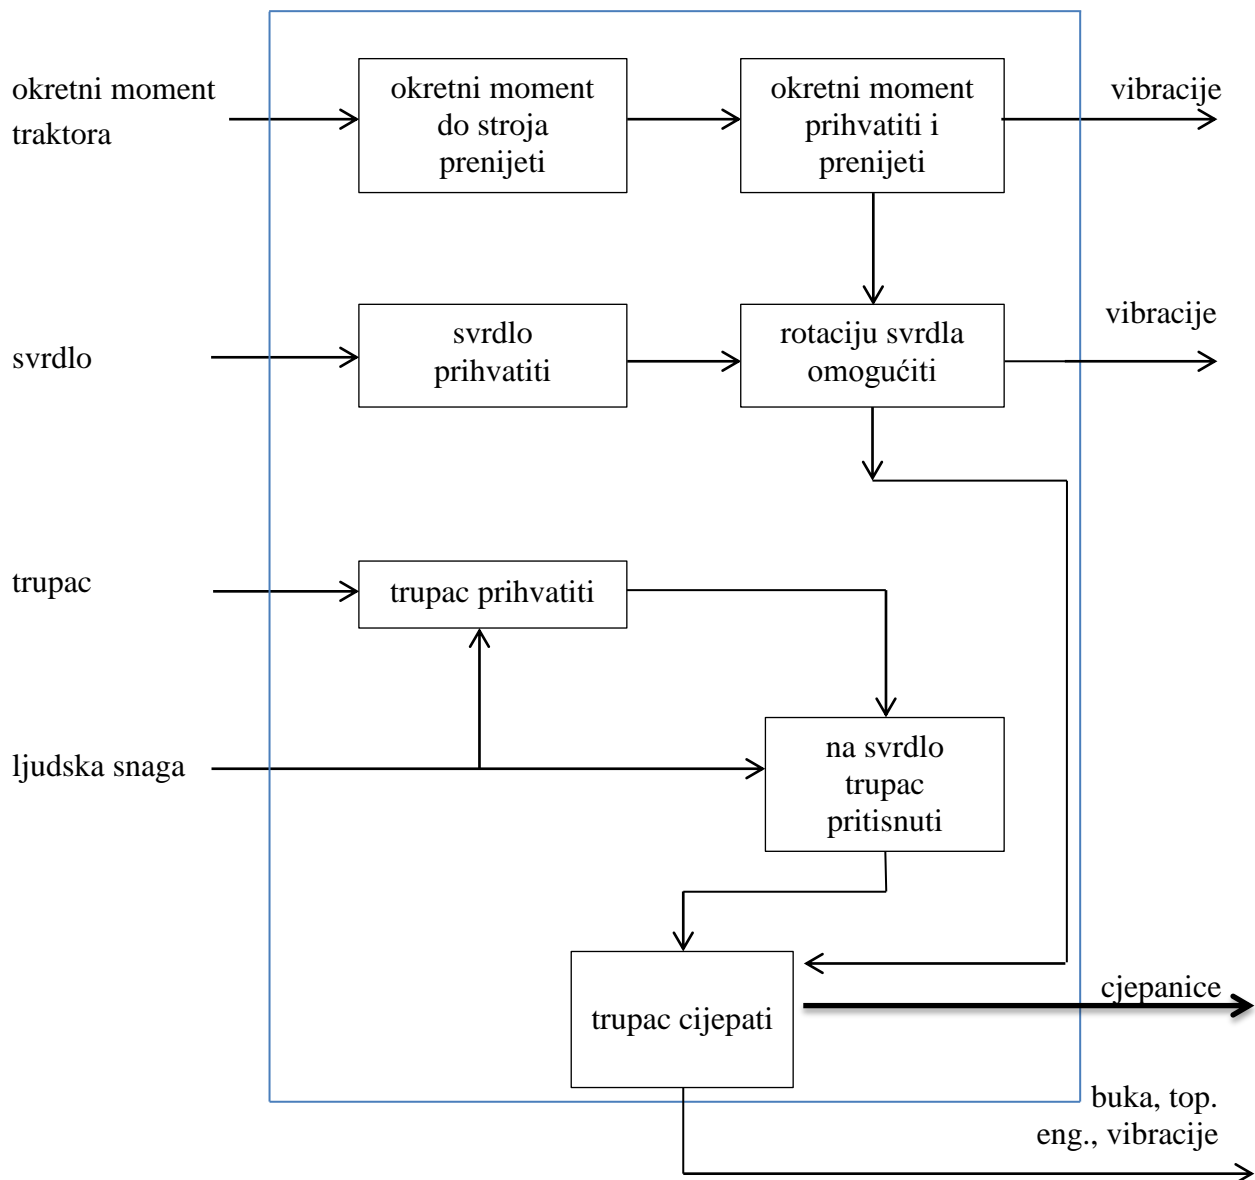 okretni moment
traktora
okretni moment
do stroja
prenijeti
okretni moment
prihvatiti i
prenijeti
vibracije
svrdlo
svrdlo
prihvatiti
rotaciju svrdla
omogućiti
vibracije
trupac
trupac prihvatiti
ljudska snaga
na svrdlo
trupac
pritisnuti
trupac cijepati
cjepanice
buka, top.
eng., vibracije